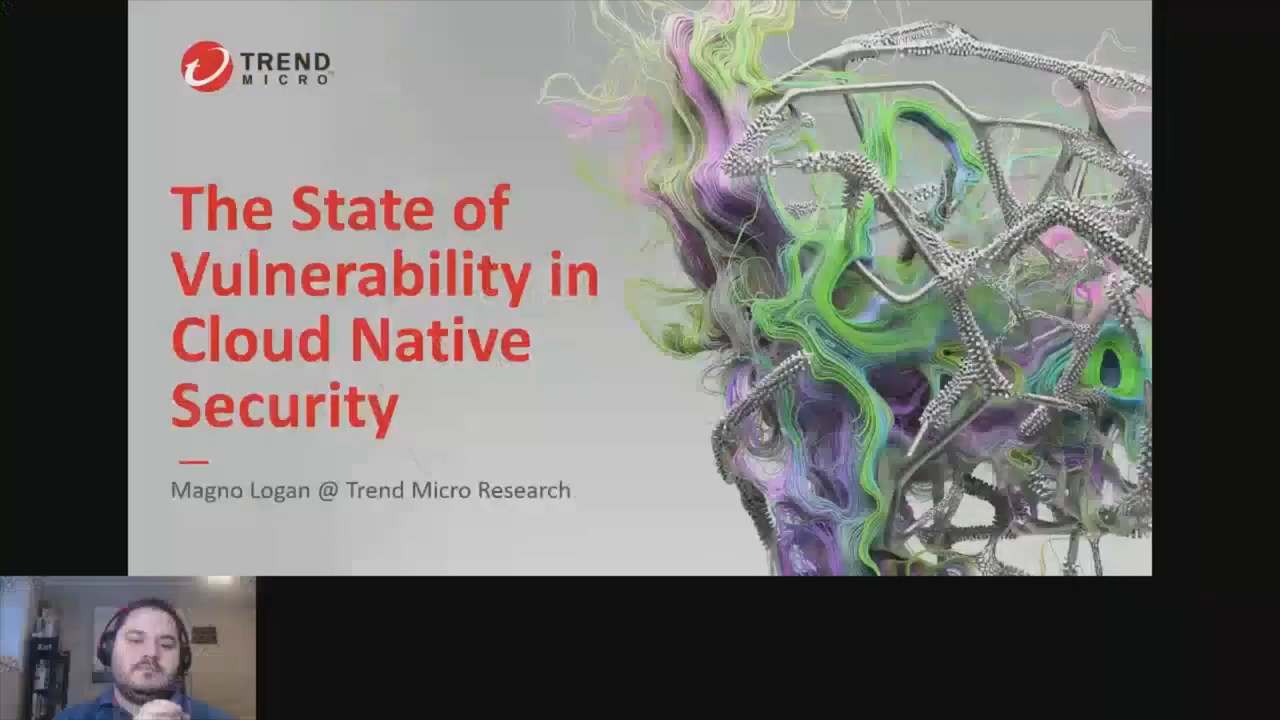 TREND
MICRO
The State of
Vulnerability in
Cloud Native
Security
Magno Logan @ Trend Micro Research